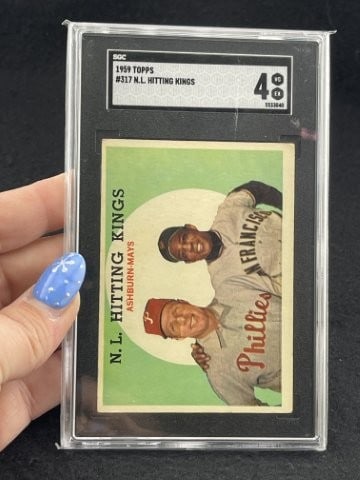 SGC
1959 TOPPS
#317 N.L. HITTING KINGS
4
VG
EX
N.L. HITTING KINGS
ASHBURN-MAYS
P
N FRANCISC
Phillies